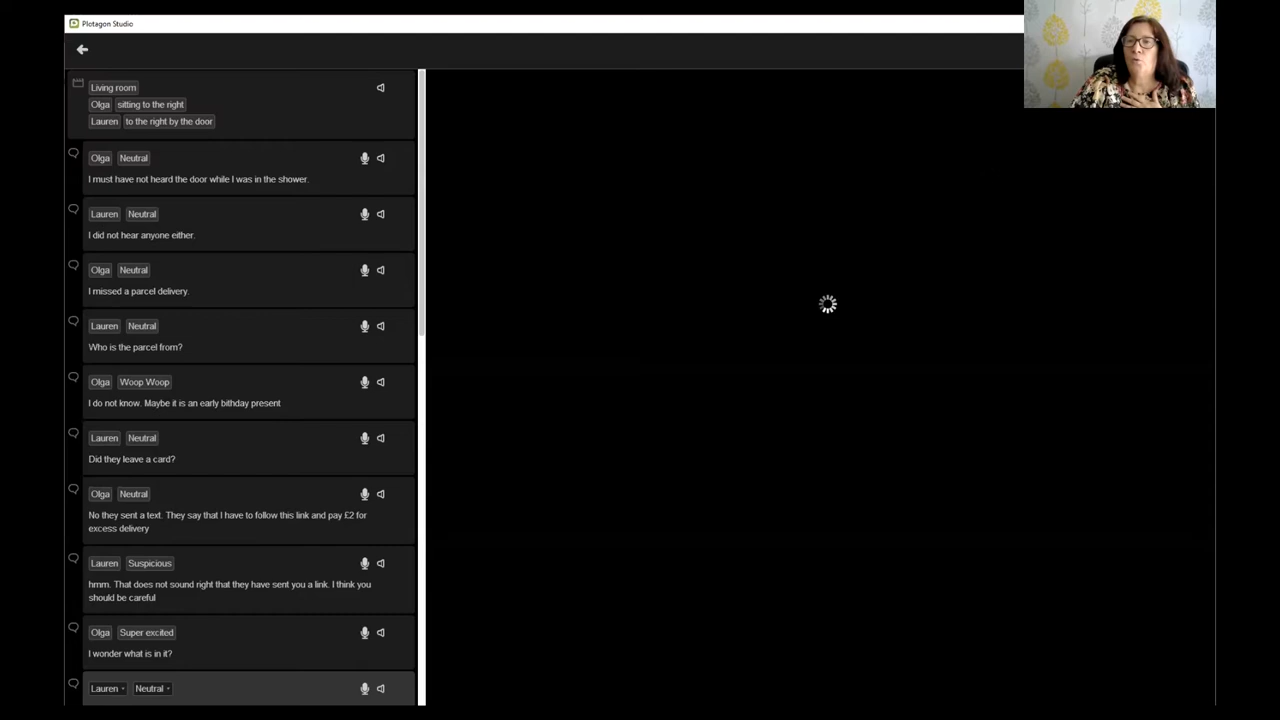 Plotagon Studio
Living room
Olga sitting to the right
Lauren to the right by the door
Olga Neutral
I must have not heard the door while I was in the shower.
Lauren Neutral
I did not hear anyone either.
Olga Neutral
I missed a parcel delivery.
Lauren Neutral
Who is the parcel from?
Olga Woop Woop
I do not know. Maybe it is an early bithday present
Lauren Neutral
Did they leave a card?
Olga Neutral
No they sent a text. They say that I have to follow this link and pay £2 for
excess delivery
Lauren Suspicious
hmm. That does not sound right that they have sent you a link. I think you
should be careful
Olga Super excited
I wonder what is in it?
Lauren Neutral